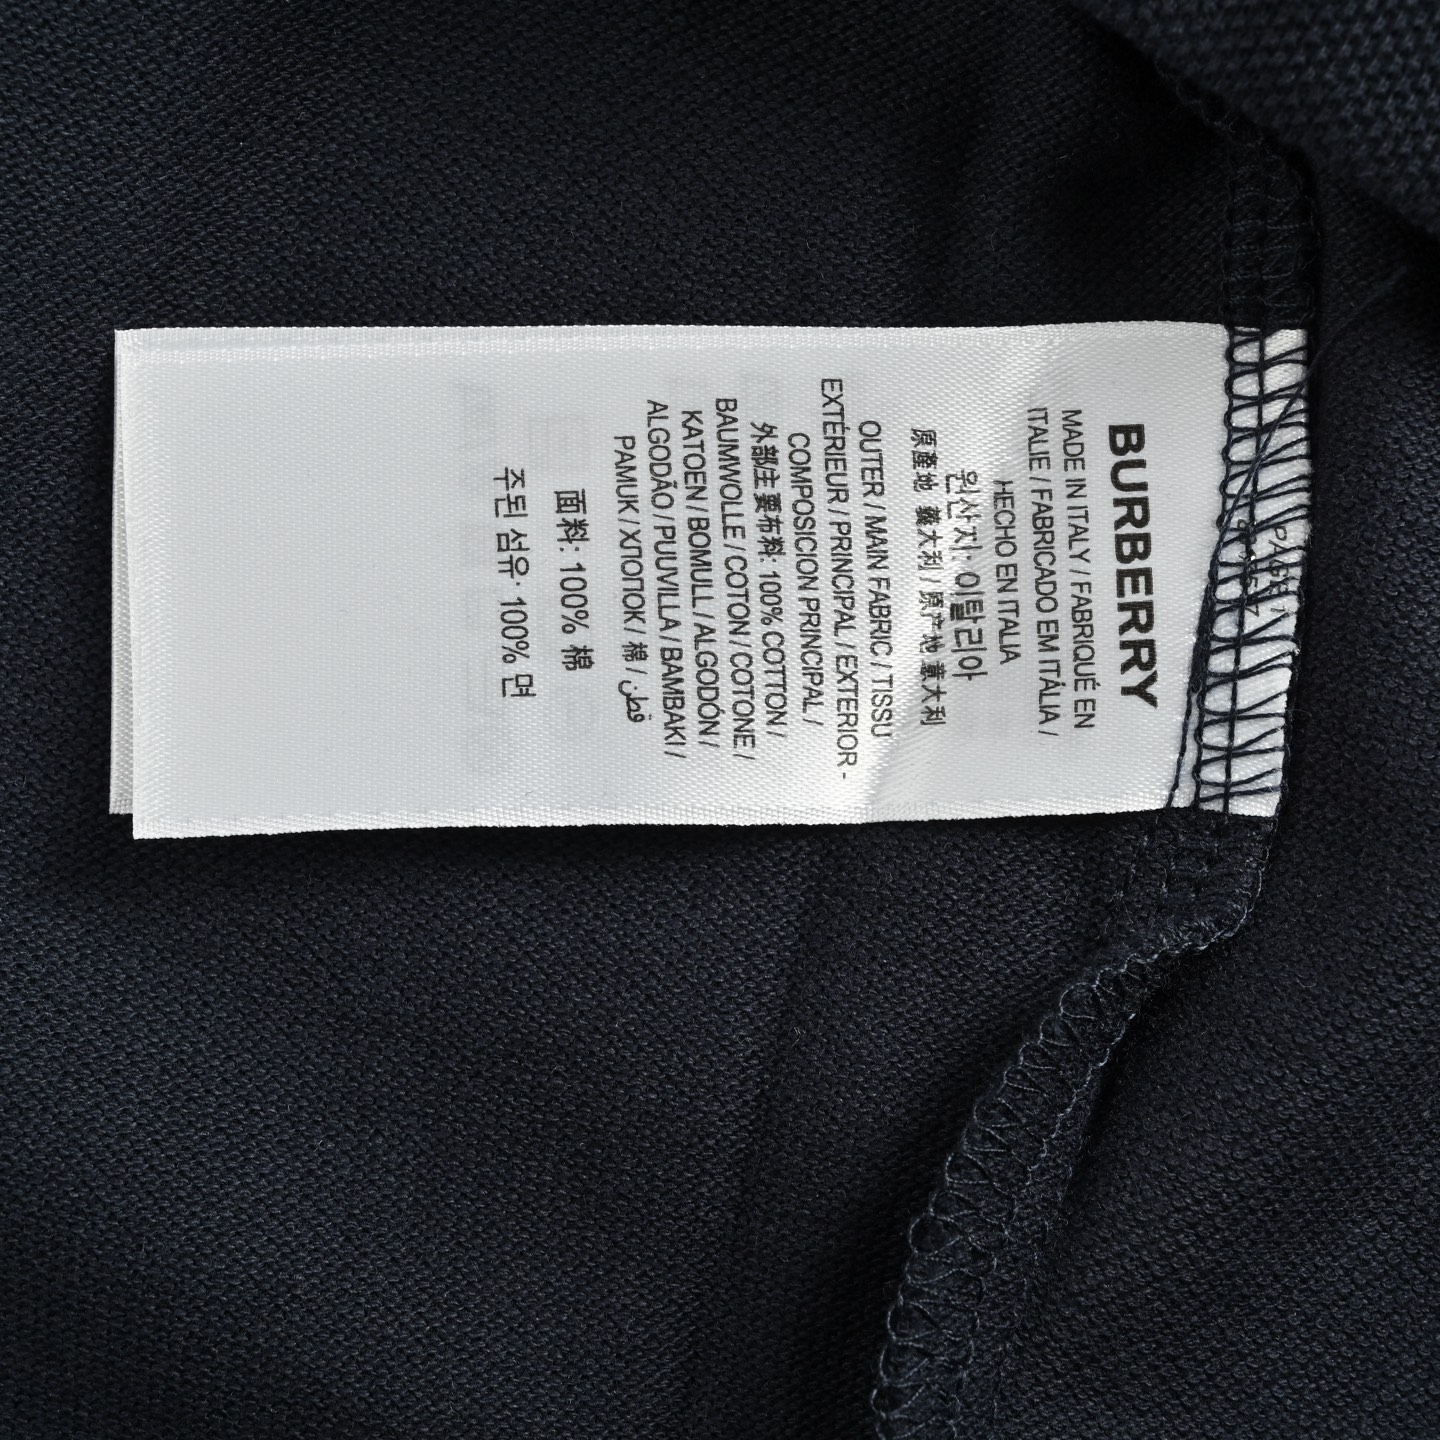 BURBERRY
MADE IN ITALY / FABRIQUÉ EN
ITALIE / FABRICADO EM ITÁLIA /
HECHO EN ITALIA
원산지: 이탈리아
原產地 義大利 / 原产地 意大利
OUTER / MAIN FABRIC / TISSU
EXTÉRIEUR / PRINCIPAL / EXTERIOR -
COMPOSICION PRINCIPAL /
外部主要布料: 100% COTTON /
BAUMWOLLE / COTON / COTONE /
KATOEN / BOMULL / ALGODÓN /
ALGODÃO / PUUVILLA / BAMBAKI /
PAMUK / ХЛОПОК / 棉 / قطن
面料: 100% 棉
주된 섬유: 100% 면